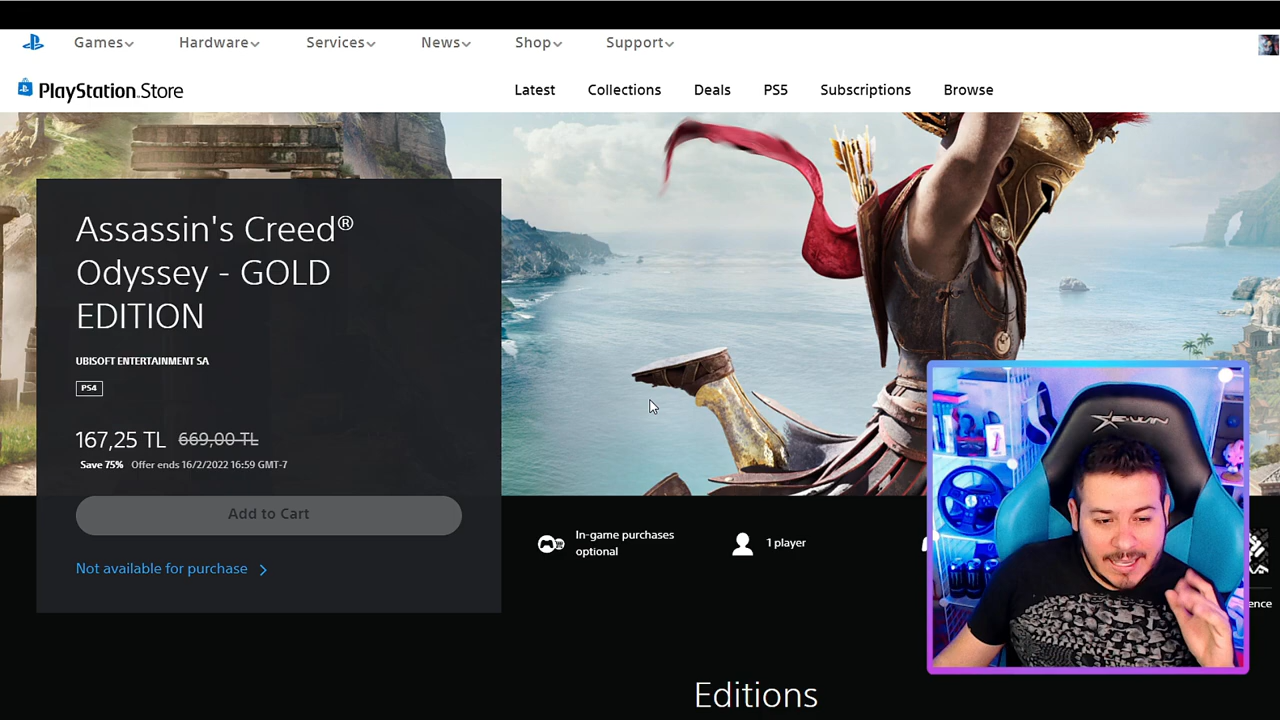 Games
Hardware
Services
News
Shop
Support
PlayStation.Store
Latest
Collections
Deals
PS5
Subscriptions
Browse
Assassin's Creed®
Odyssey - GOLD
EDITION
UBISOFT ENTERTAINMENT SA
PS4
167,25 TL 669,00 TL
Save 75% Offer ends 16/2/2022 16:59 GMT-7
Add to Cart
Not available for purchase
In-game purchases
optional
1 player
ence
E-WIN
Editions